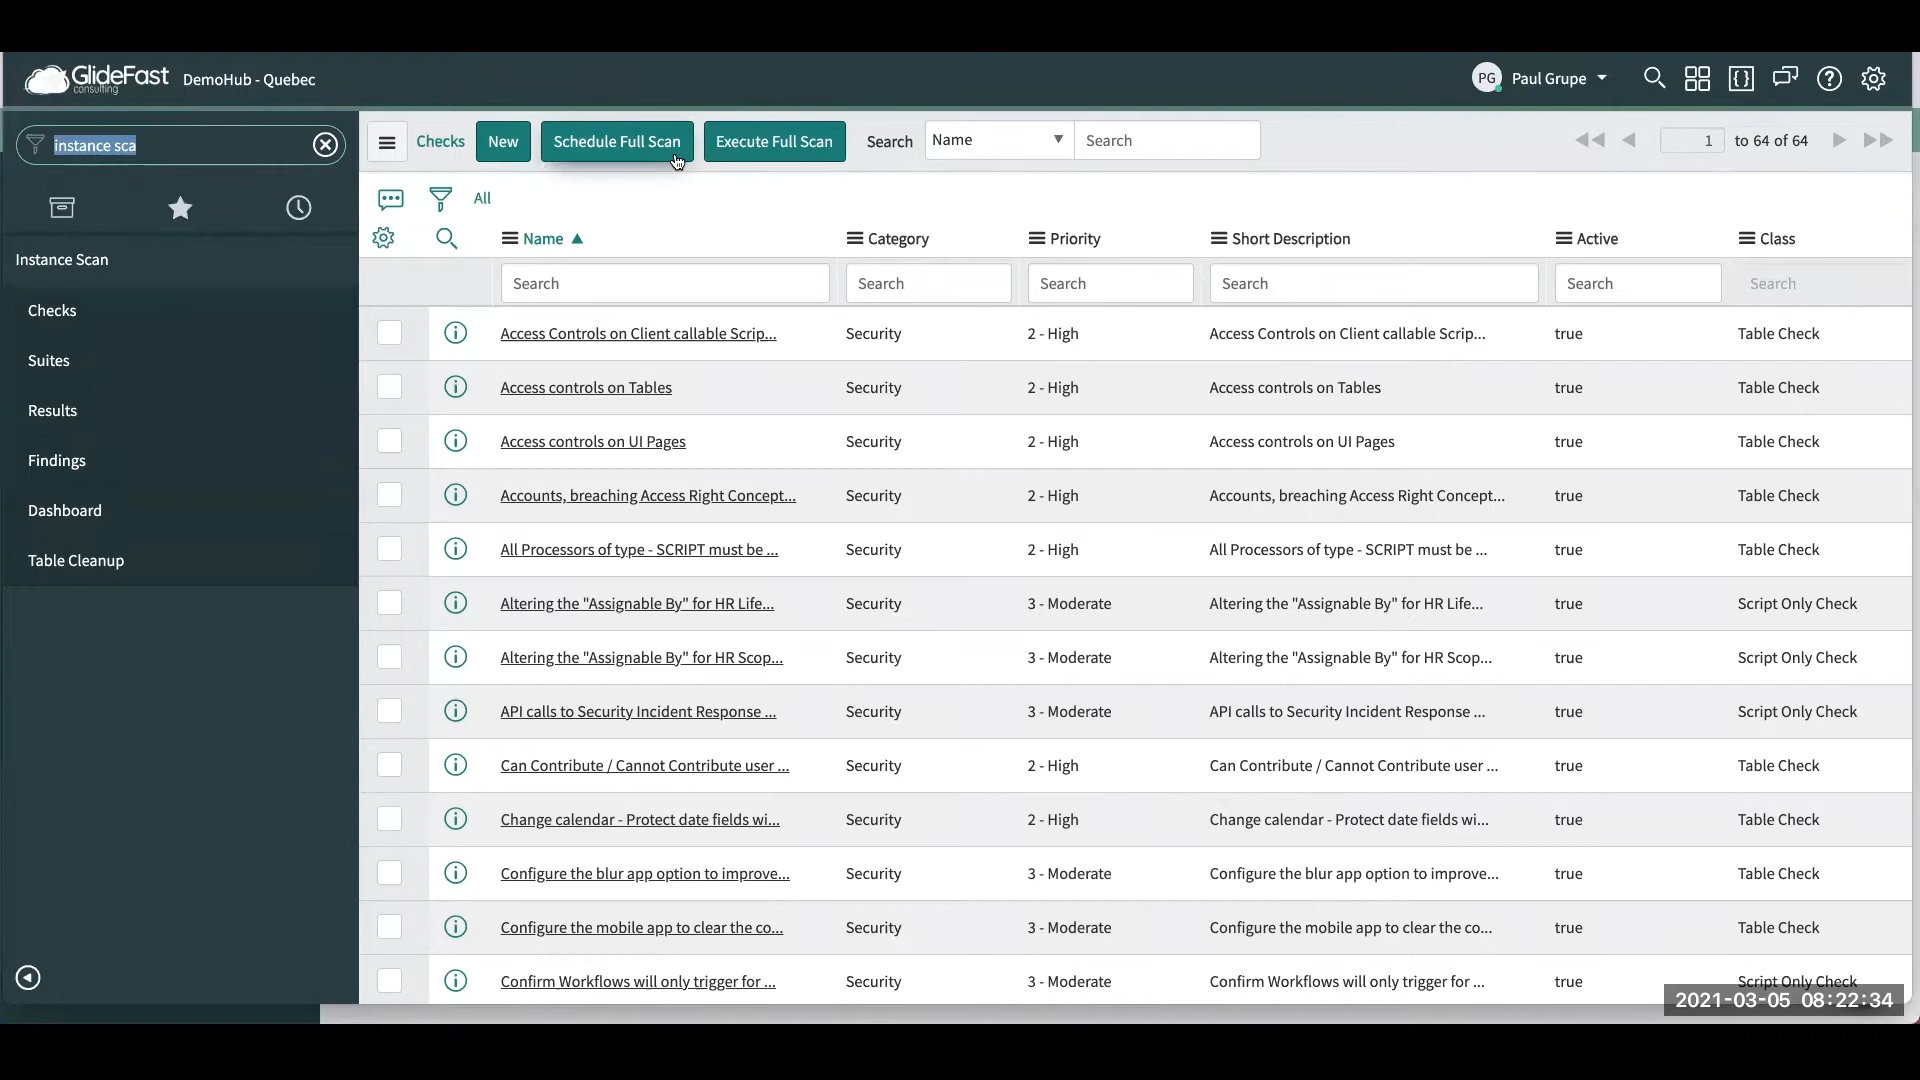 GlideFast
consulting
DemoHub - Quebec
PG Paul Grupe
instance sca
Checks New Schedule Full Scan Execute Full Scan Search Name Search 1 to 64 of 64
All
Name Category Priority Short Description Active Class
Search Search Search Search Search Search
Instance Scan
Checks
Suites
Results
Findings
Dashboard
Table Cleanup
Access Controls on Client callable Scrip... Security 2 - High Access Controls on Client callable Scrip... true Table Check
Access controls on Tables Security 2 - High Access controls on Tables true Table Check
Access controls on UI Pages Security 2 - High Access controls on UI Pages true Table Check
Accounts, breaching Access Right Concept... Security 2 - High Accounts, breaching Access Right Concept... true Table Check
All Processors of type - SCRIPT must be ... Security 2 - High All Processors of type - SCRIPT must be ... true Table Check
Altering the "Assignable By" for HR Life... Security 3 - Moderate Altering the "Assignable By" for HR Life... true Script Only Check
Altering the "Assignable By" for HR Scop... Security 3 - Moderate Altering the "Assignable By" for HR Scop... true Script Only Check
API calls to Security Incident Response ... Security 3 - Moderate API calls to Security Incident Response ... true Script Only Check
Can Contribute / Cannot Contribute user ... Security 2 - High Can Contribute / Cannot Contribute user ... true Table Check
Change calendar - Protect date fields wi... Security 2 - High Change calendar - Protect date fields wi... true Table Check
Configure the blur app option to improve... Security 3 - Moderate Configure the blur app option to improve... true Table Check
Configure the mobile app to clear the co... Security 3 - Moderate Configure the mobile app to clear the co... true Table Check
Confirm Workflows will only trigger for ... Security 3 - Moderate Confirm Workflows will only trigger for ... true Script Only Check
2021-03-05 08:22:34